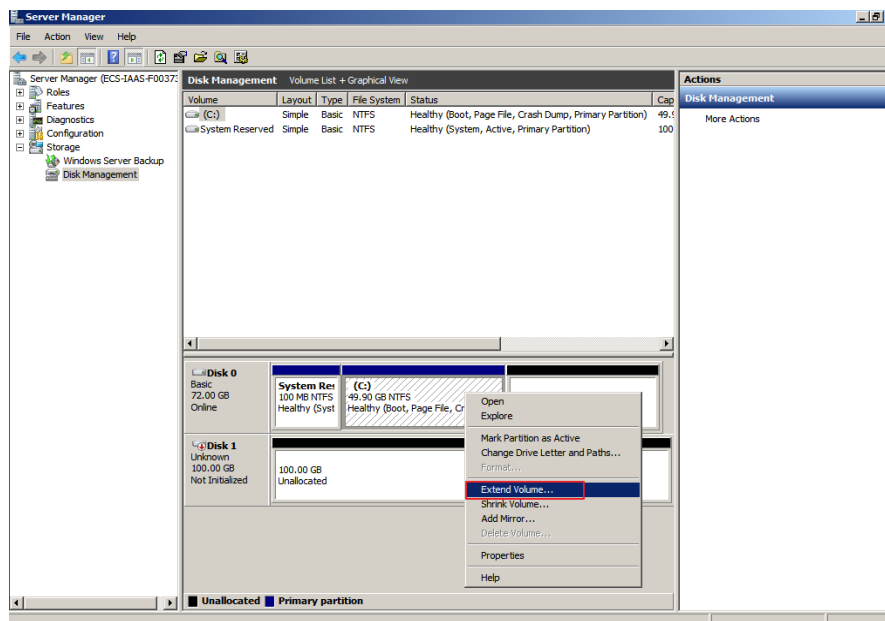 Server Manager
File Action View Help
Server Manager (ECS-IAAS-F0037
Roles
Features
Diagnostics
Configuration
Storage
Windows Server Backup
Disk Management
Disk Management Volume List + Graphical View
Volume Layout Type File System Status Cap
(C:) Simple Basic NTFS Healthy (Boot, Page File, Crash Dump, Primary Partition) 49.9
System Reserved Simple Basic NTFS Healthy (System, Active, Primary Partition) 100
Disk 0
Basic
72.00 GB
Online
System Res
100 MB NTFS
Healthy (Syst
(C:)
49.90 GB NTFS
Healthy (Boot, Page File, Cr
Disk 1
Unknown
100.00 GB
Not Initialized
100.00 GB
Unallocated
Open
Explore
Mark Partition as Active
Change Drive Letter and Paths...
Format...
Extend Volume...
Shrink Volume...
Add Mirror...
Delete Volume...
Properties
Help
Unallocated Primary partition
Actions
Disk Management
More Actions